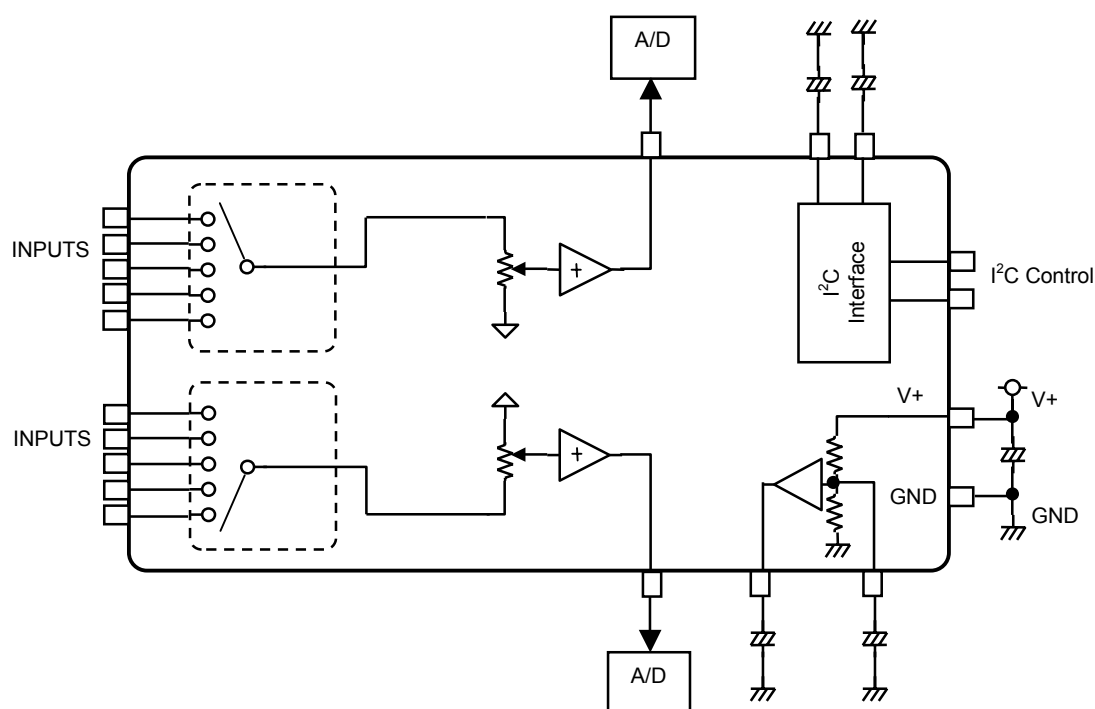 A/D
INPUTS
+
I²C
Interface
I²C Control
V+
V+
INPUTS
+
GND
GND
A/D